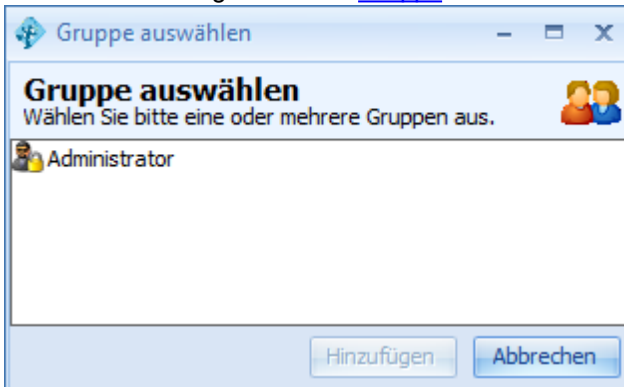 Gruppe auswählen
Gruppe auswählen
Wählen Sie bitte eine oder mehrere Gruppen aus.
Administrator
Hinzufügen Abbrechen